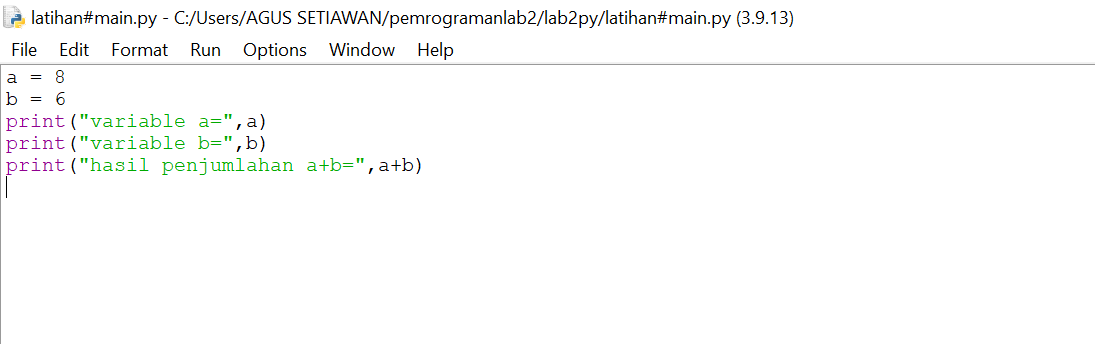 latihan#main.py - C:/Users/AGUS SETIAWAN/pemrogramanlab2/lab2py/latihan#main.py (3.9.13)
File Edit Format Run Options Window Help
a = 8
b = 6
print("variable a=",a)
print("variable b=",b)
print("hasil penjumlahan a+b=",a+b)